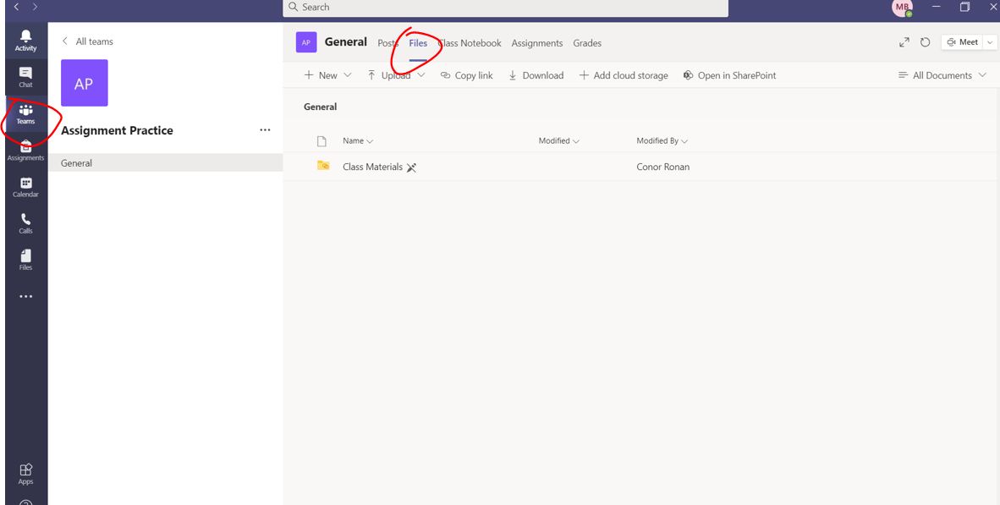 Search
MB
Activity
Chat
Teams
Assignments
Calendar
Calls
Files
Apps
All teams
AP
Assignment Practice
General
AP General Posts Files Class Notebook Assignments Grades Meet
New Upload Copy link Download Add cloud storage Open in SharePoint All Documents
General
Name Modified Modified By
Class Materials Conor Ronan